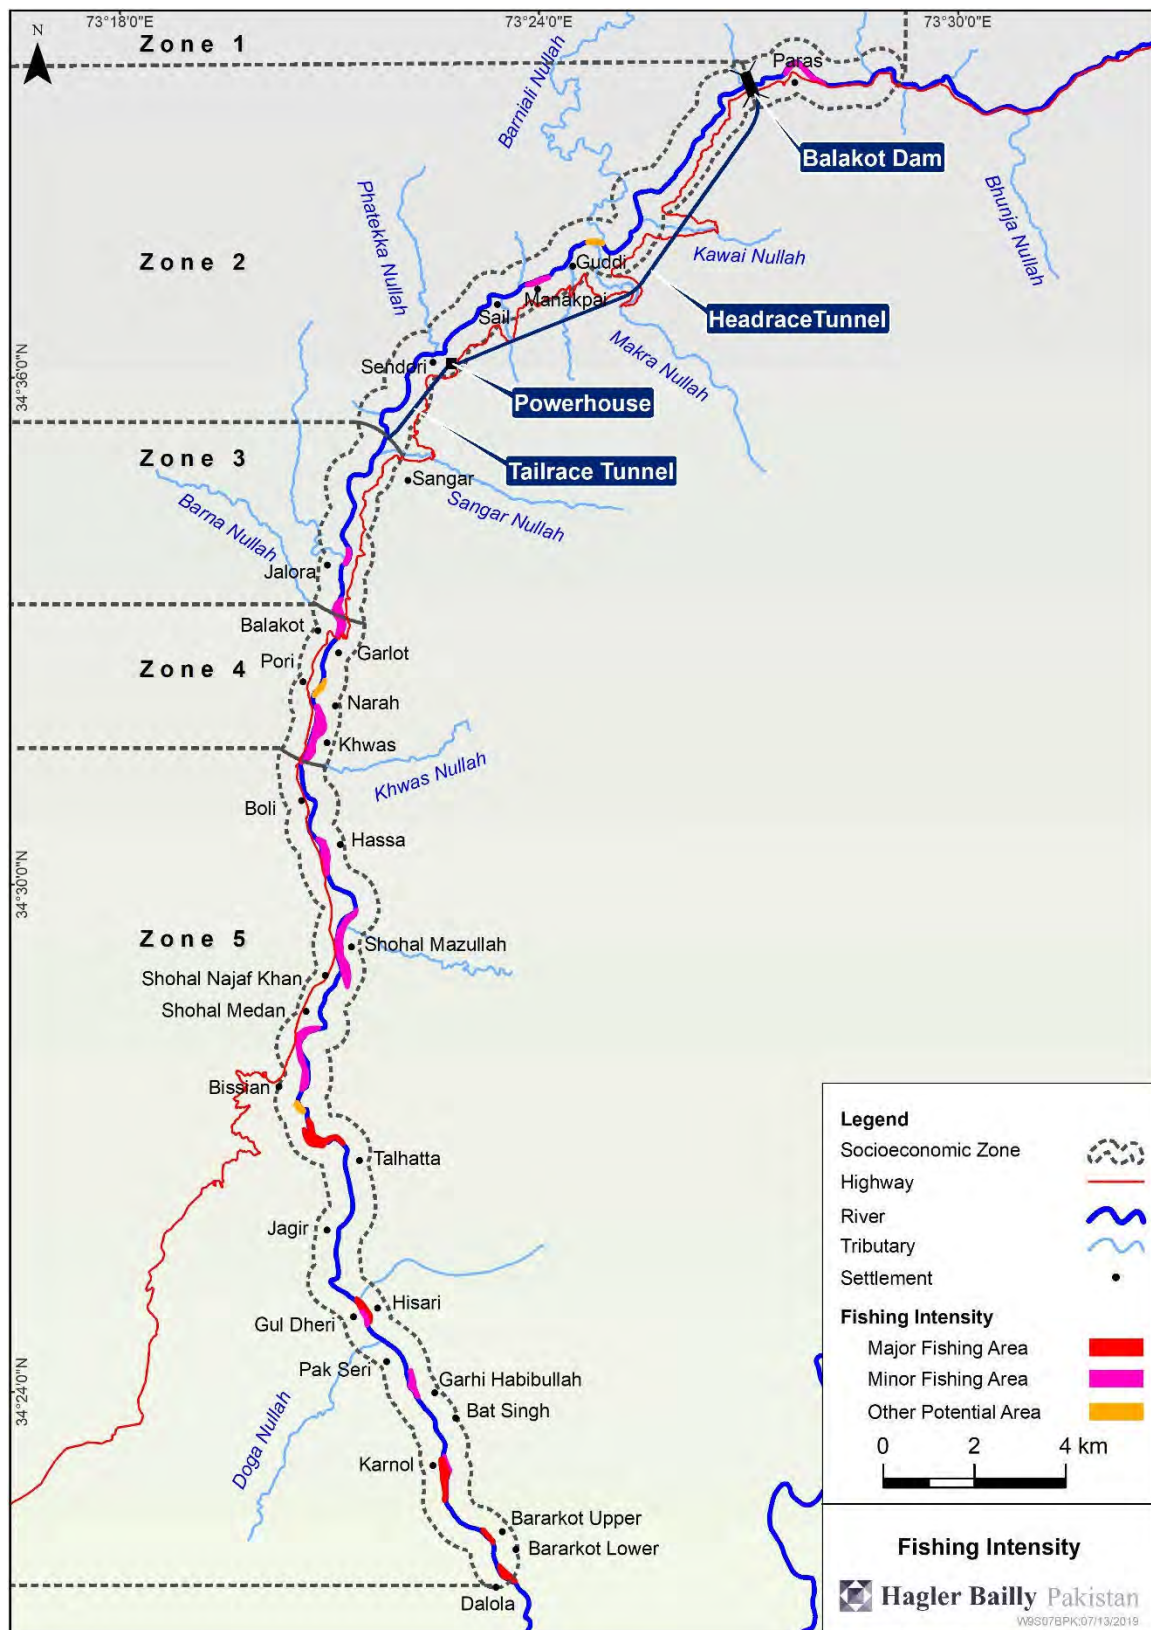 73°18'0"E
73°24'0"E
73°30'0"E
N
Zone 1
Paras
Barniali Nullah
Balakot Dam
Bhunja Nullah
Phatekka Nullah
Zone 2
Kawai Nullah
Guddi
Manakpai
Headrace Tunnel
Sail
Makra Nullah
Sendori
34°36'0"N
Powerhouse
Zone 3
Tailrace Tunnel
Sangar
Sangar Nullah
Barna Nullah
Jalora
Balakot
Garlot
Pori
Zone 4
Narah
Khwas
Khwas Nullah
Boli
Hassa
34°30'0"N
Zone 5
Shohal Mazullah
Shohal Najaf Khan
Shohal Medan
Bissian
Talhatta
Jagir
Hisari
Gul Dheri
Pak Seri
Garhi Habibullah
34°24'0"N
Bat Singh
Doga Nullah
Karnol
Bararkot Upper
Bararkot Lower
Dalola
Legend
Socioeconomic Zone
Highway
River
Tributary
Settlement
Fishing Intensity
Major Fishing Area
Minor Fishing Area
Other Potential Area
0 2 4 km
Fishing Intensity
Hagler Bailly Pakistan
W9S07BPK:07/13/2019